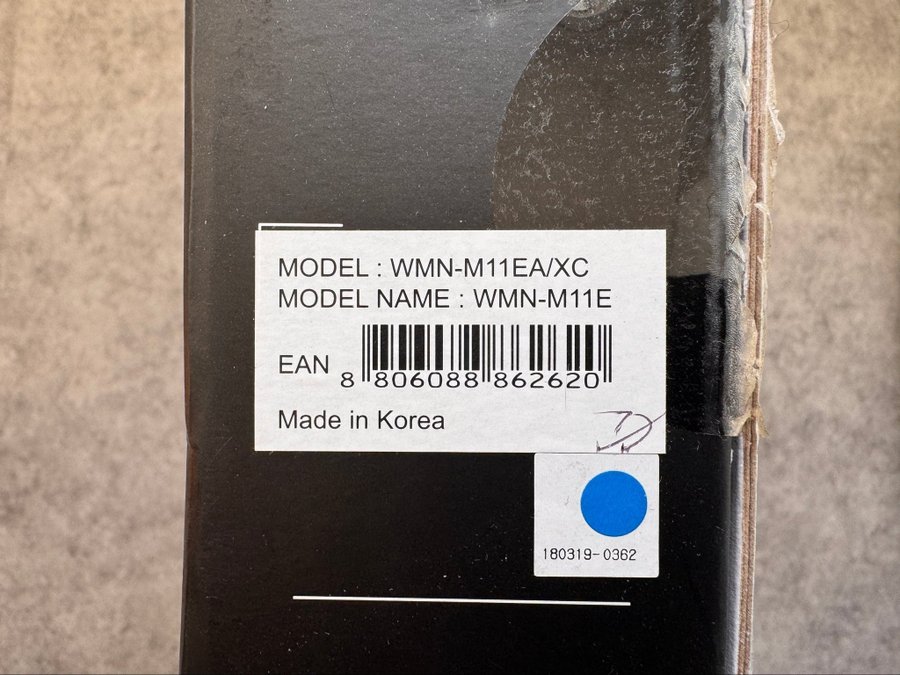 MODEL : WMN-M11EA/XC
MODEL NAME : WMN-M11E
EAN
8 806088 862620
Made in Korea
180319-0362